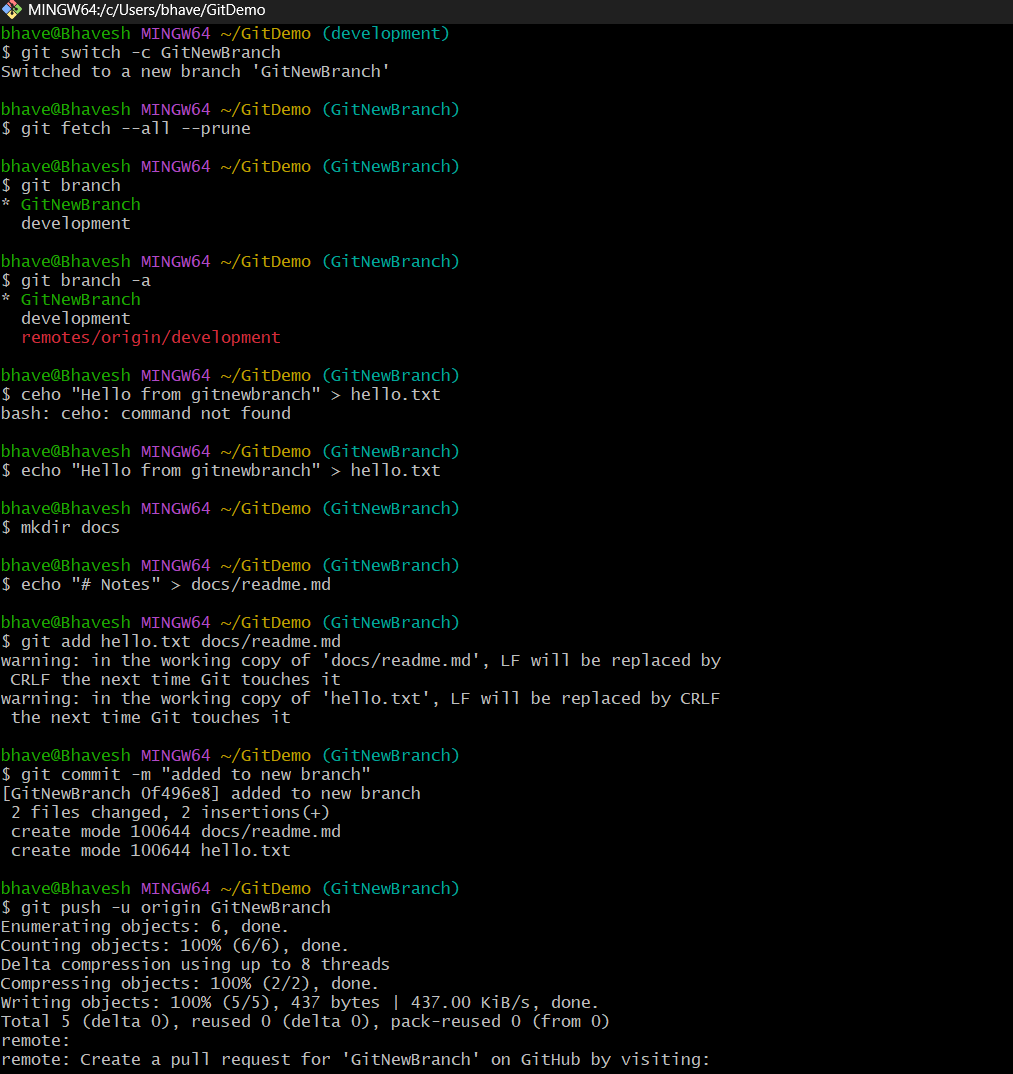 MINGW64:/c/Users/bhave/GitDemo
bhave@Bhavesh MINGW64 ~/GitDemo (development)
$ git switch -c GitNewBranch
Switched to a new branch 'GitNewBranch'
bhave@Bhavesh MINGW64 ~/GitDemo (GitNewBranch)
$ git fetch --all --prune
bhave@Bhavesh MINGW64 ~/GitDemo (GitNewBranch)
$ git branch
* GitNewBranch
  development
bhave@Bhavesh MINGW64 ~/GitDemo (GitNewBranch)
$ git branch -a
* GitNewBranch
  development
  remotes/origin/development
bhave@Bhavesh MINGW64 ~/GitDemo (GitNewBranch)
$ ceho "Hello from gitnewbranch" > hello.txt
bash: ceho: command not found
bhave@Bhavesh MINGW64 ~/GitDemo (GitNewBranch)
$ echo "Hello from gitnewbranch" > hello.txt
bhave@Bhavesh MINGW64 ~/GitDemo (GitNewBranch)
$ mkdir docs
bhave@Bhavesh MINGW64 ~/GitDemo (GitNewBranch)
$ echo "# Notes" > docs/readme.md
bhave@Bhavesh MINGW64 ~/GitDemo (GitNewBranch)
$ git add hello.txt docs/readme.md
warning: in the working copy of 'docs/readme.md', LF will be replaced by
 CRLF the next time Git touches it
warning: in the working copy of 'hello.txt', LF will be replaced by CRLF
 the next time Git touches it
bhave@Bhavesh MINGW64 ~/GitDemo (GitNewBranch)
$ git commit -m "added to new branch"
[GitNewBranch 0f496e8] added to new branch
 2 files changed, 2 insertions(+)
 create mode 100644 docs/readme.md
 create mode 100644 hello.txt
bhave@Bhavesh MINGW64 ~/GitDemo (GitNewBranch)
$ git push -u origin GitNewBranch
Enumerating objects: 6, done.
Counting objects: 100% (6/6), done.
Delta compression using up to 8 threads
Compressing objects: 100% (2/2), done.
Writing objects: 100% (5/5), 437 bytes | 437.00 KiB/s, done.
Total 5 (delta 0), reused 0 (delta 0), pack-reused 0 (from 0)
remote:
remote: Create a pull request for 'GitNewBranch' on GitHub by visiting: